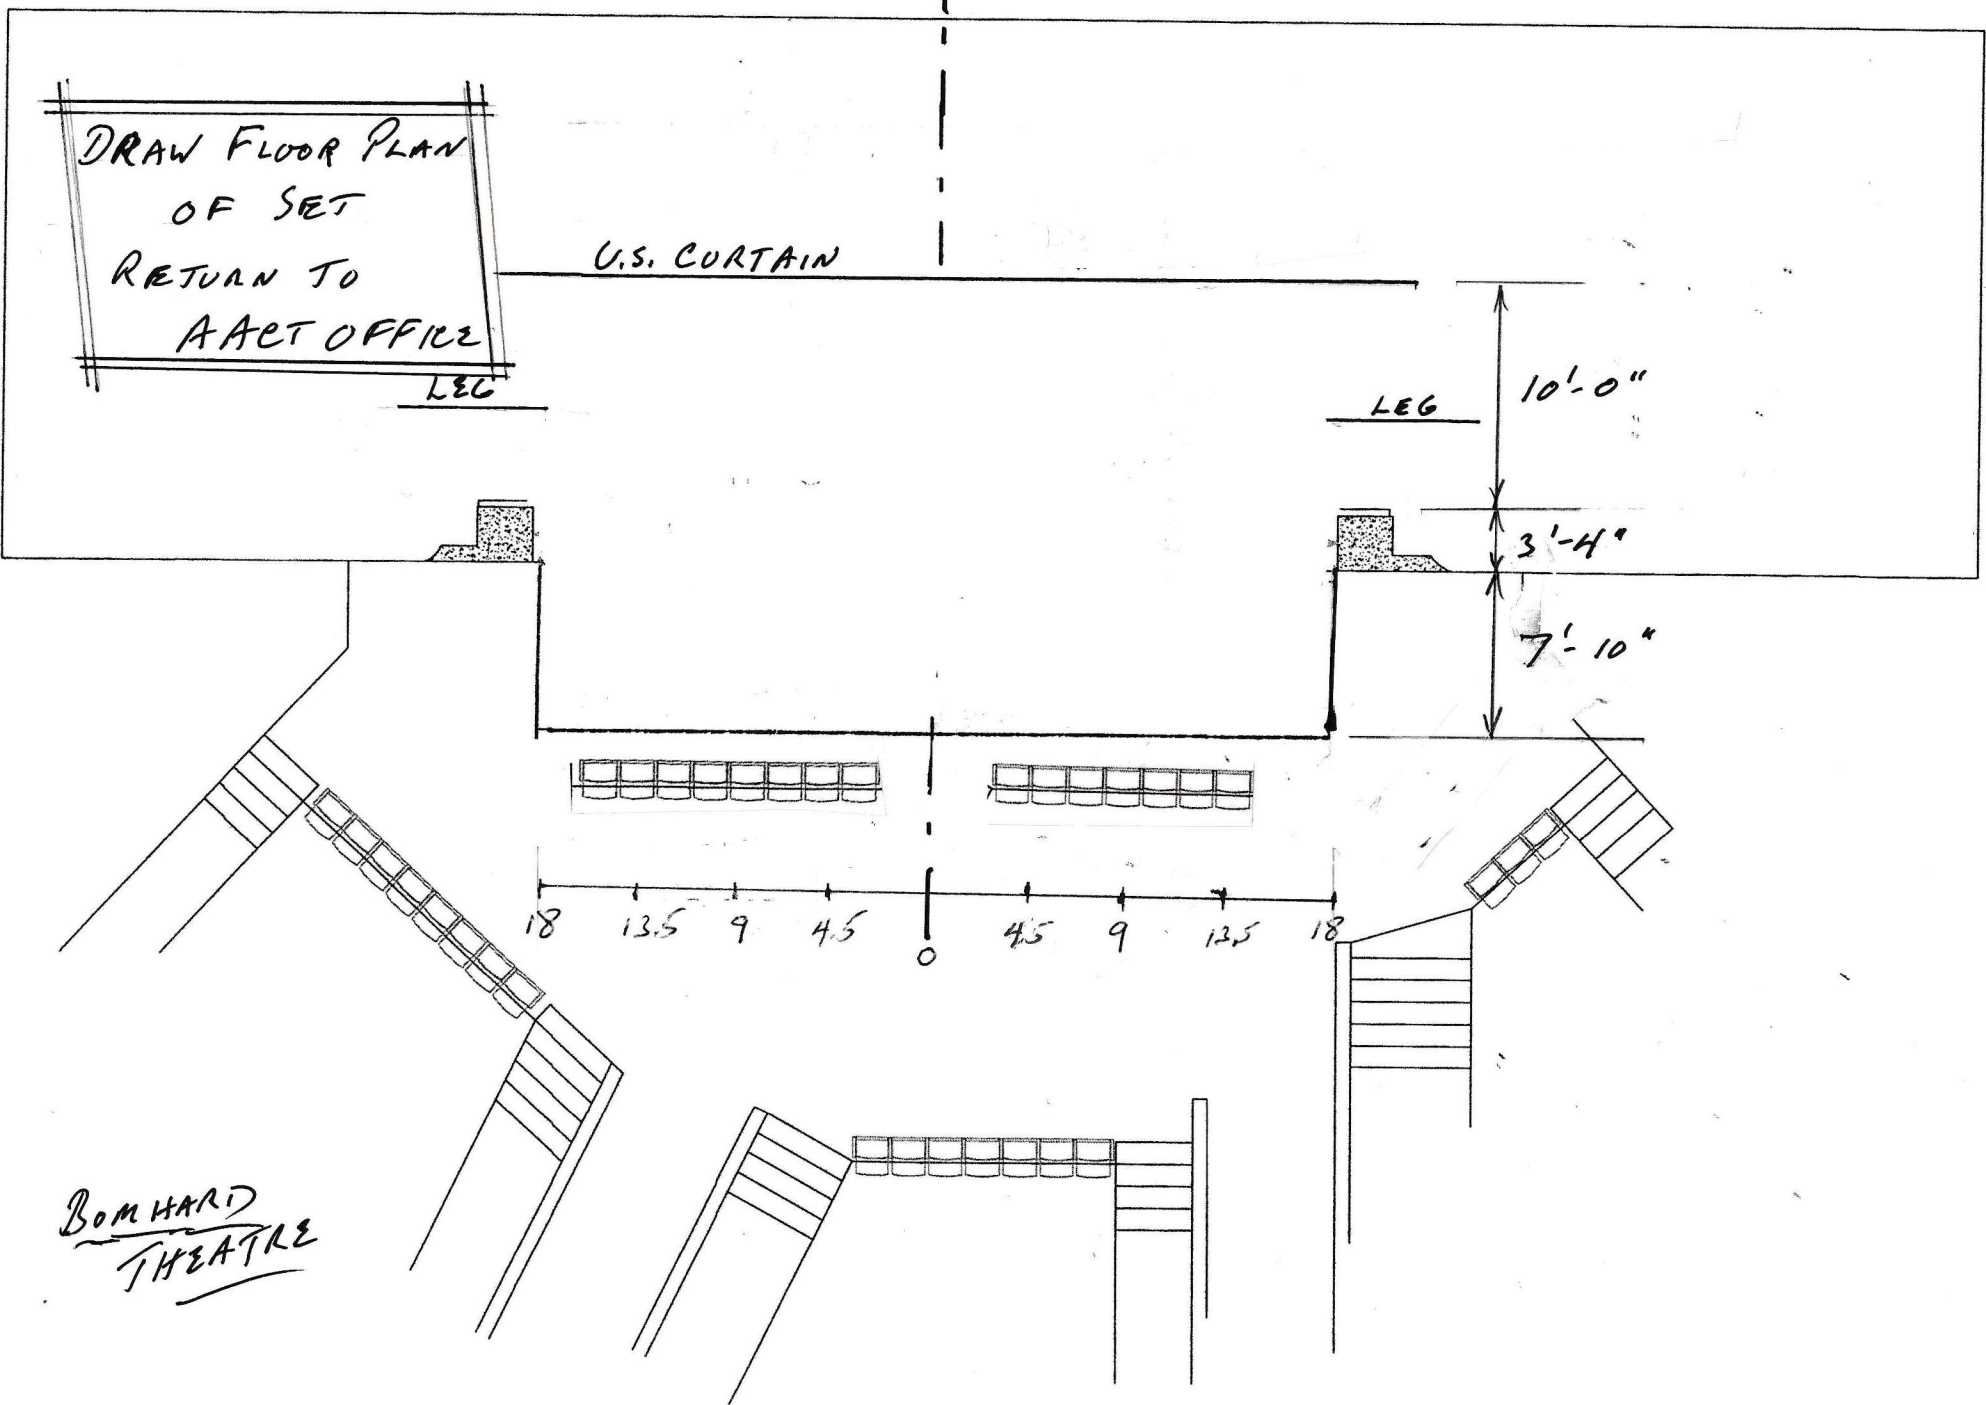 DRAW FLOOR PLAN
OF SET
RETURN TO
AACT OFFICE
U.S. CURTAIN
LEG
LEG
10'-0"
3'-4"
7'-10"
18 13.5 9 4.5 0 4.5 9 13.5 18
BOMHARD
THEATRE